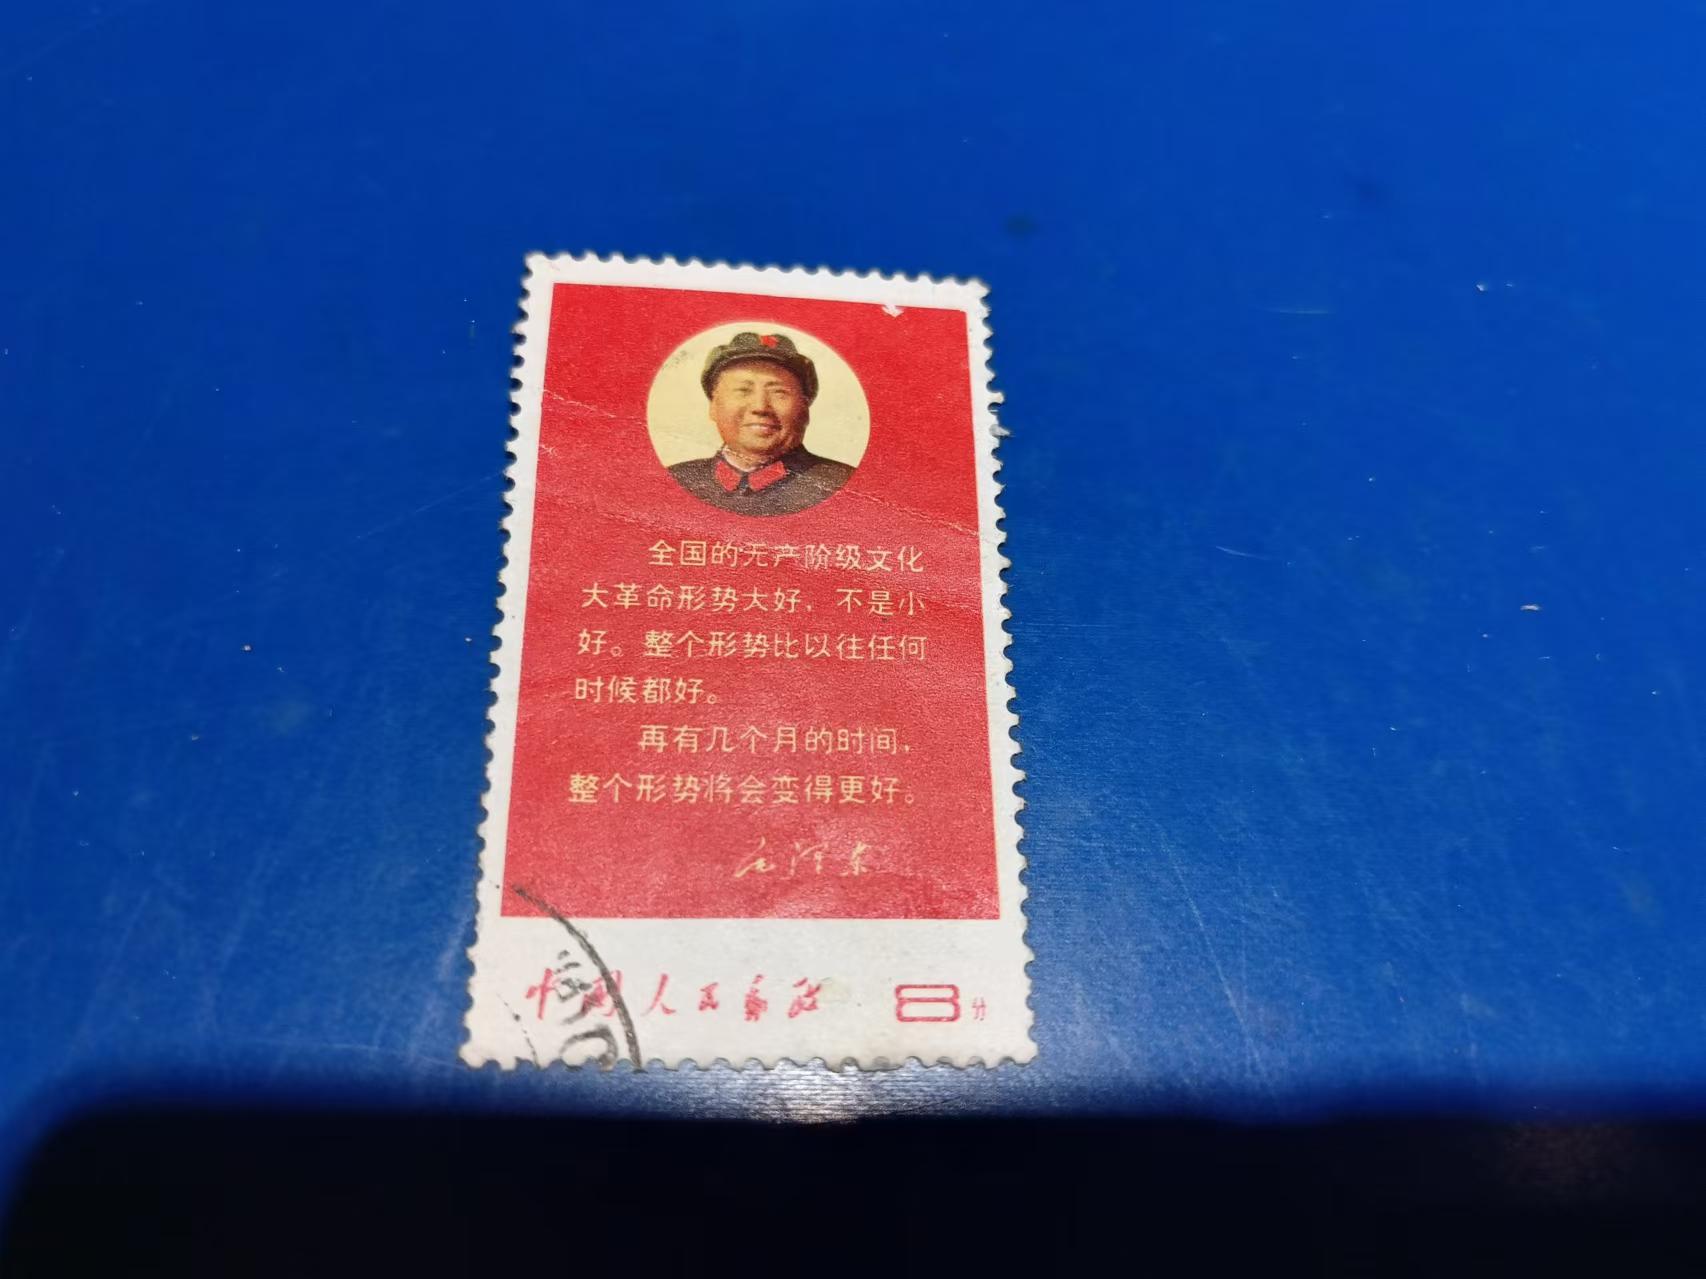 全国的无产阶级文化
大革命形势大好，不是小
好。整个形势比以往任何
时候都好。
再有几个月的时间，
整个形势将会变得更好。
毛泽东
中国人民邮政 8分